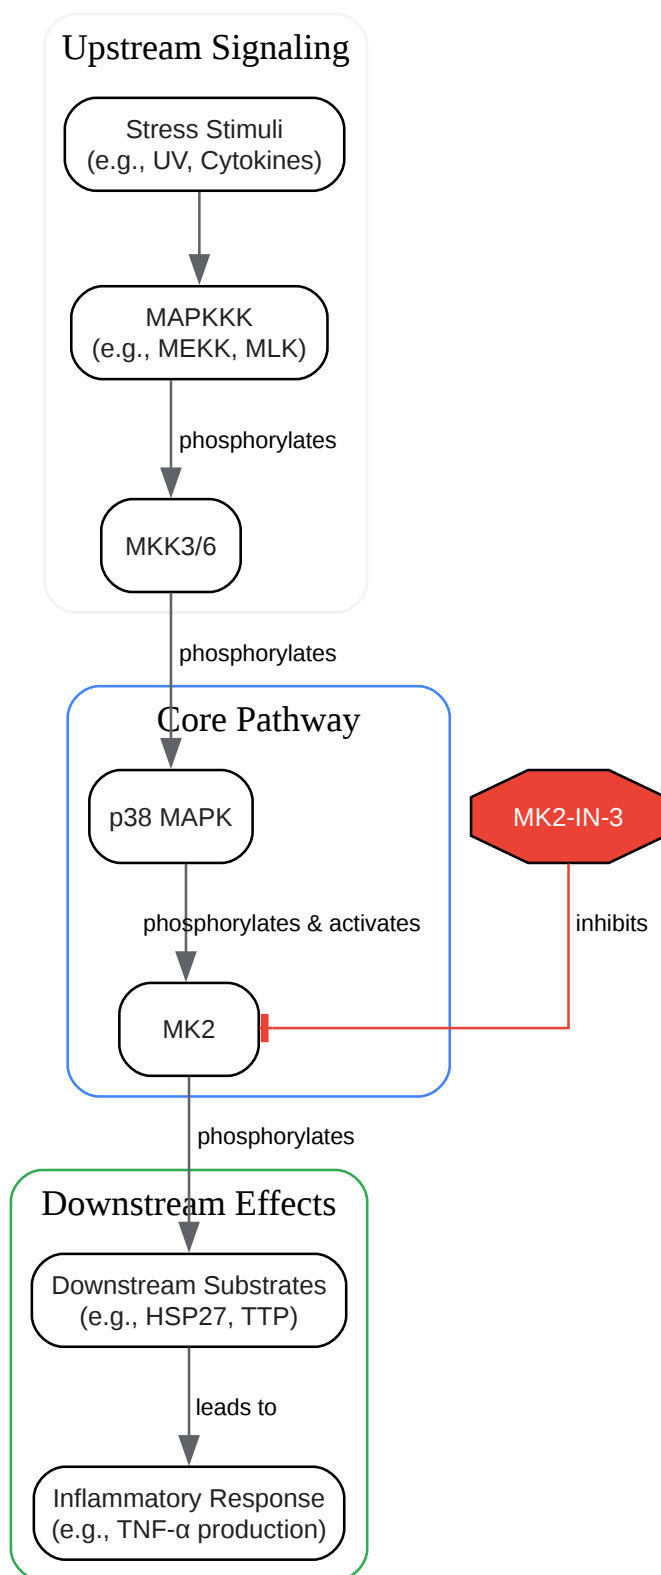 Upstream Signaling
Stress Stimuli
(e.g., UV, Cytokines)
MAPKKK
(e.g., MEKK, MLK)
phosphorylates
MKK3/6
phosphorylates
Core Pathway
p38 MAPK
MK2-IN-3
phosphorylates & activates
inhibits
MK2
phosphorylates
Downstream Effects
Downstream Substrates
(e.g., HSP27, TTP)
leads to
Inflammatory Response
(e.g., TNF-α production)